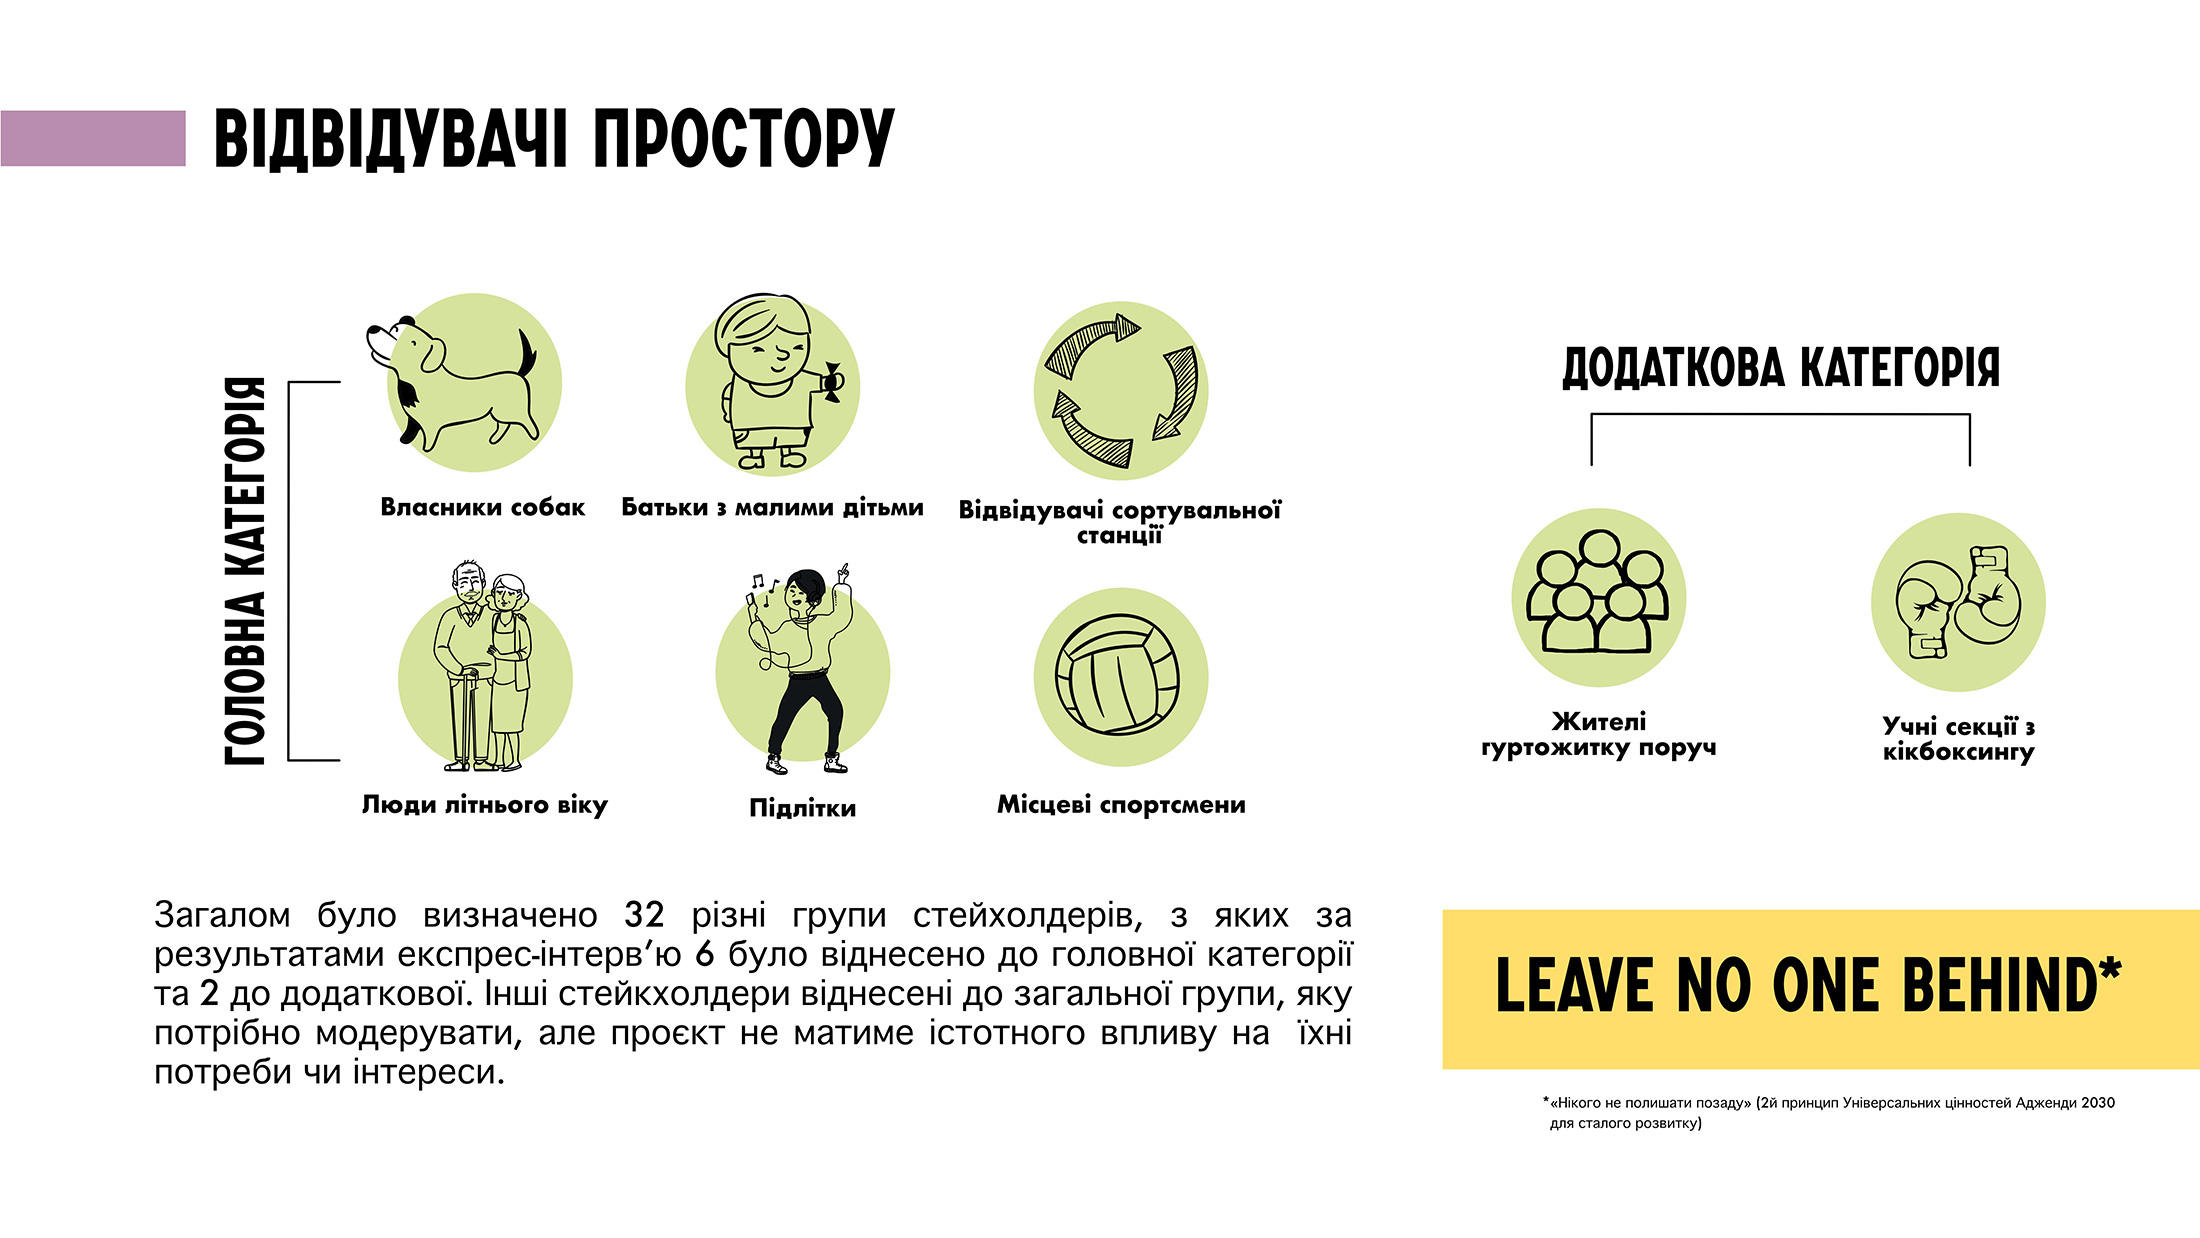 ВІДВІДУВАЧІ ПРОСТОРУ
ГОЛОВНА КАТЕГОРІЯ
Власники собак
Батьки з малими дітьми
Відвідувачі сортувальної
станції
Люди літнього віку
Підлітки
Місцеві спортсмени
ДОДАТКОВА КАТЕГОРІЯ
Жителі
гуртожитку поруч
Учні секції з
кікбоксингу
Загалом було визначено 32 різні групи стейхолдерів, з яких за
результатами експрес-інтерв’ю 6 було віднесено до головної категорії
та 2 до додаткової. Інші стейкхолдери віднесені до загальної групи, яку
потрібно модерувати, але проєкт не матиме істотного впливу на їхні
потреби чи інтереси.
LEAVE NO ONE BEHIND*
*«Нікого не полишати позаду» (2й принцип Універсальних цінностей Адженди 2030
для сталого розвитку)